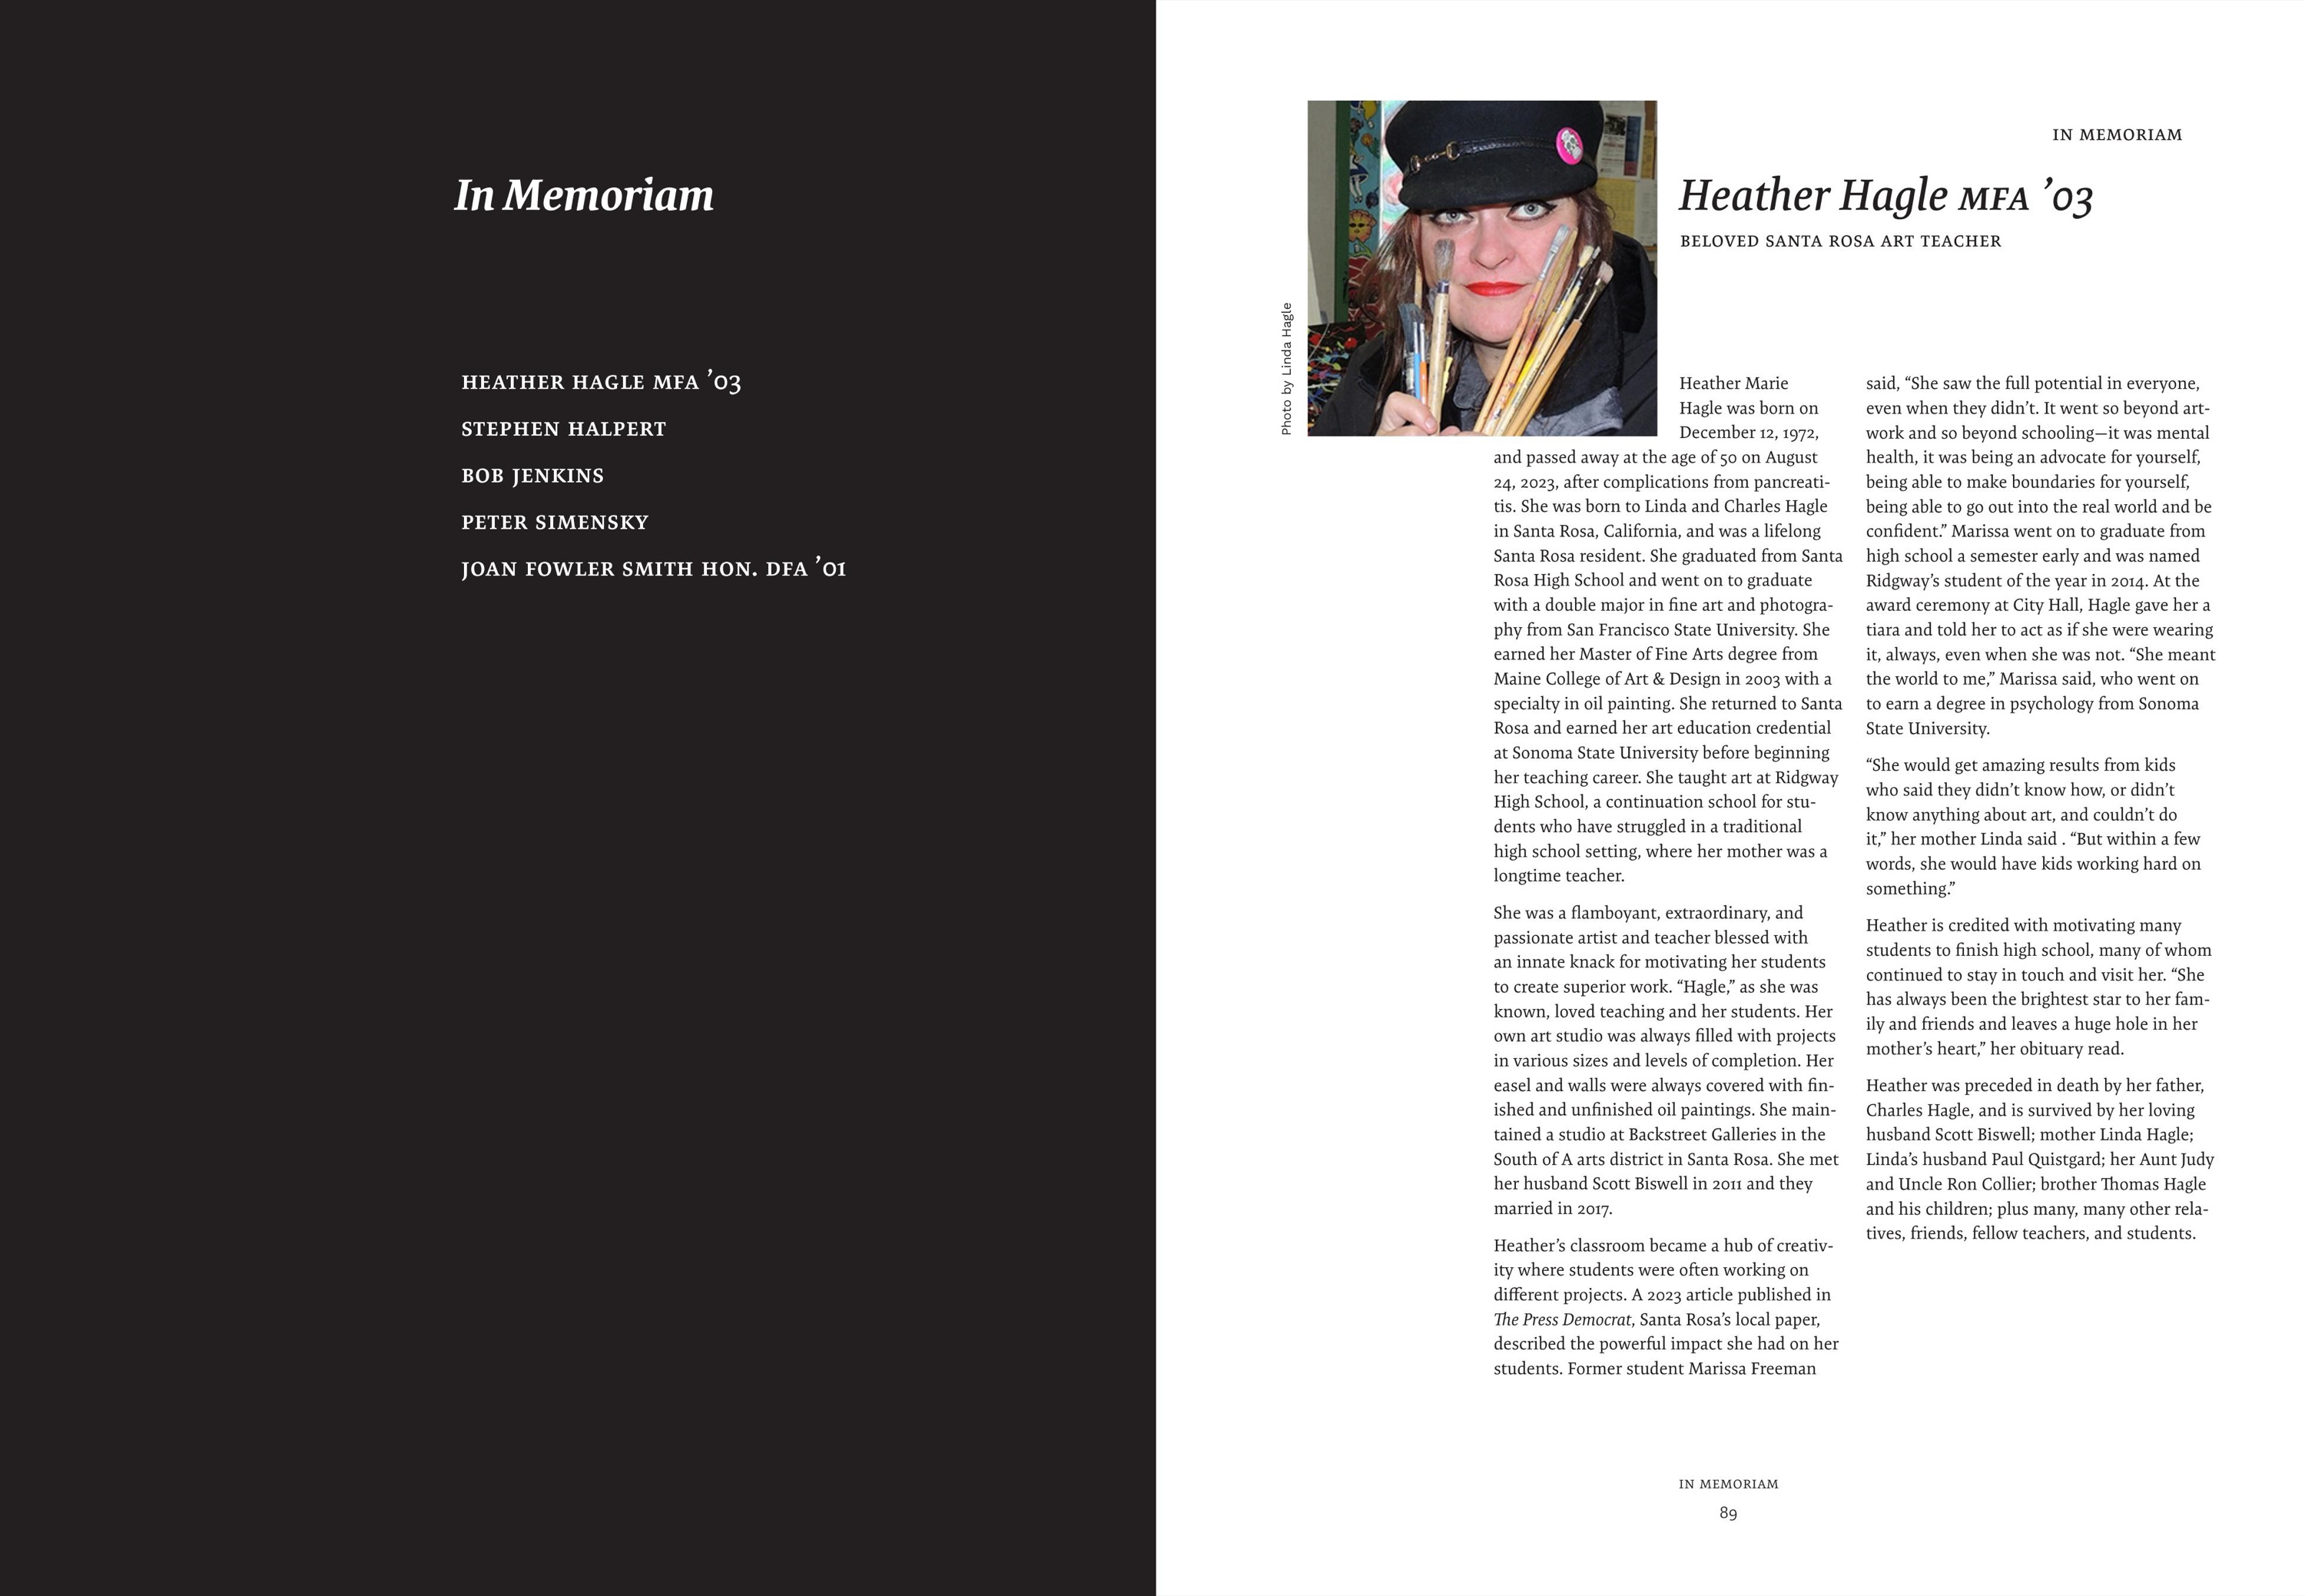 In Memoriam
HEATHER HAGLE MFA ’03
STEPHEN HALPERT
BOB JENKINS
PETER SIMENSKY
JOAN FOWLER SMITH HON. DFA ’01
IN MEMORIAM
Heather Hagle MFA ’03
BELOVED SANTA ROSA ART TEACHER
Photo by Linda Hagle
Heather Marie
Hagle was born on
December 12, 1972,
and passed away at the age of 50 on August
24, 2023, after complications from pancreati-
tis. She was born to Linda and Charles Hagle
in Santa Rosa, California, and was a lifelong
Santa Rosa resident. She graduated from Santa
Rosa High School and went on to graduate
with a double major in fine art and photogra-
phy from San Francisco State University. She
earned her Master of Fine Arts degree from
Maine College of Art & Design in 2003 with a
specialty in oil painting. She returned to Santa
Rosa and earned her art education credential
at Sonoma State University before beginning
her teaching career. She taught art at Ridgway
High School, a continuation school for stu-
dents who have struggled in a traditional
high school setting, where her mother was a
longtime teacher.
She was a flamboyant, extraordinary, and
passionate artist and teacher blessed with
an innate knack for motivating her students
to create superior work. “Hagle,” as she was
known, loved teaching and her students. Her
own art studio was always filled with projects
in various sizes and levels of completion. Her
easel and walls were always covered with fin-
ished and unfinished oil paintings. She main-
tained a studio at Backstreet Galleries in the
South of A arts district in Santa Rosa. She met
her husband Scott Biswell in 2011 and they
married in 2017.
Heather’s classroom became a hub of creativ-
ity where students were often working on
different projects. A 2023 article published in
The Press Democrat, Santa Rosa’s local paper,
described the powerful impact she had on her
students. Former student Marissa Freeman
said, “She saw the full potential in everyone,
even when they didn’t. It went so beyond art-
work and so beyond schooling—it was mental
health, it was being an advocate for yourself,
being able to make boundaries for yourself,
being able to go out into the real world and be
confident.” Marissa went on to graduate from
high school a semester early and was named
Ridgway’s student of the year in 2014. At the
award ceremony at City Hall, Hagle gave her a
tiara and told her to act as if she were wearing
it, always, even when she was not. “She meant
the world to me,” Marissa said, who went on
to earn a degree in psychology from Sonoma
State University.
“She would get amazing results from kids
who said they didn’t know how, or didn’t
know anything about art, and couldn’t do
it,” her mother Linda said . “But within a few
words, she would have kids working hard on
something.”
Heather is credited with motivating many
students to finish high school, many of whom
continued to stay in touch and visit her. “She
has always been the brightest star to her fam-
ily and friends and leaves a huge hole in her
mother’s heart,” her obituary read.
Heather was preceded in death by her father,
Charles Hagle, and is survived by her loving
husband Scott Biswell; mother Linda Hagle;
Linda’s husband Paul Quistgard; her Aunt Judy
and Uncle Ron Collier; brother Thomas Hagle
and his children; plus many, many other rela-
tives, friends, fellow teachers, and students.
IN MEMORIAM
89